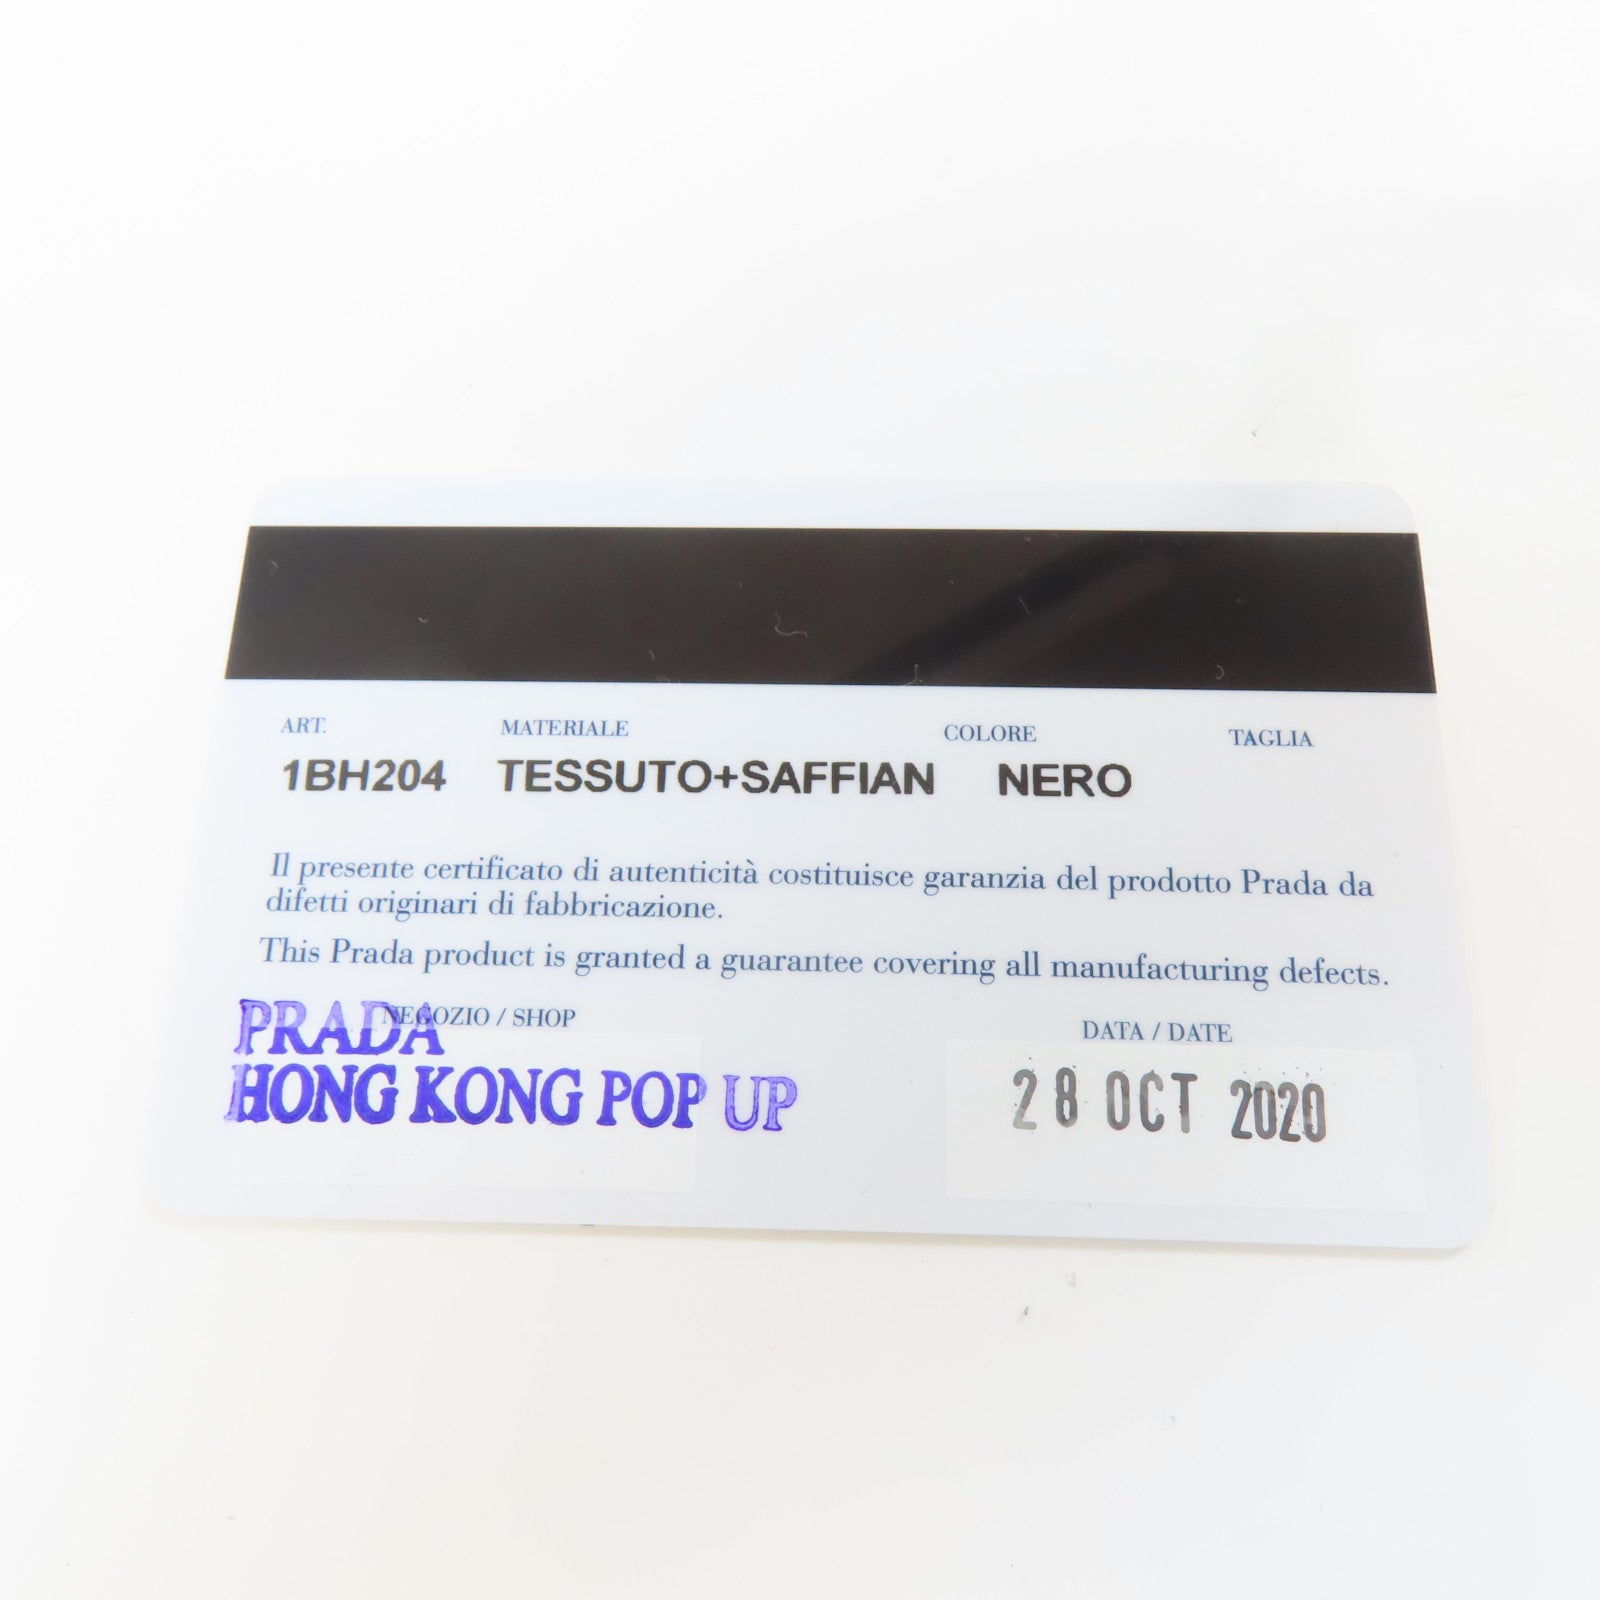 ART. MATERIALE COLORE TAGLIA
1BH204 TESSUTO+SAFFIAN NERO
Il presente certificato di autenticità costituisce garanzia del prodotto Prada da
difetti originari di fabbricazione.
This Prada product is granted a guarantee covering all manufacturing defects.
NEGOZIO / SHOP DATA / DATE
PRADA
HONG KONG POP UP 28 OCT 2020